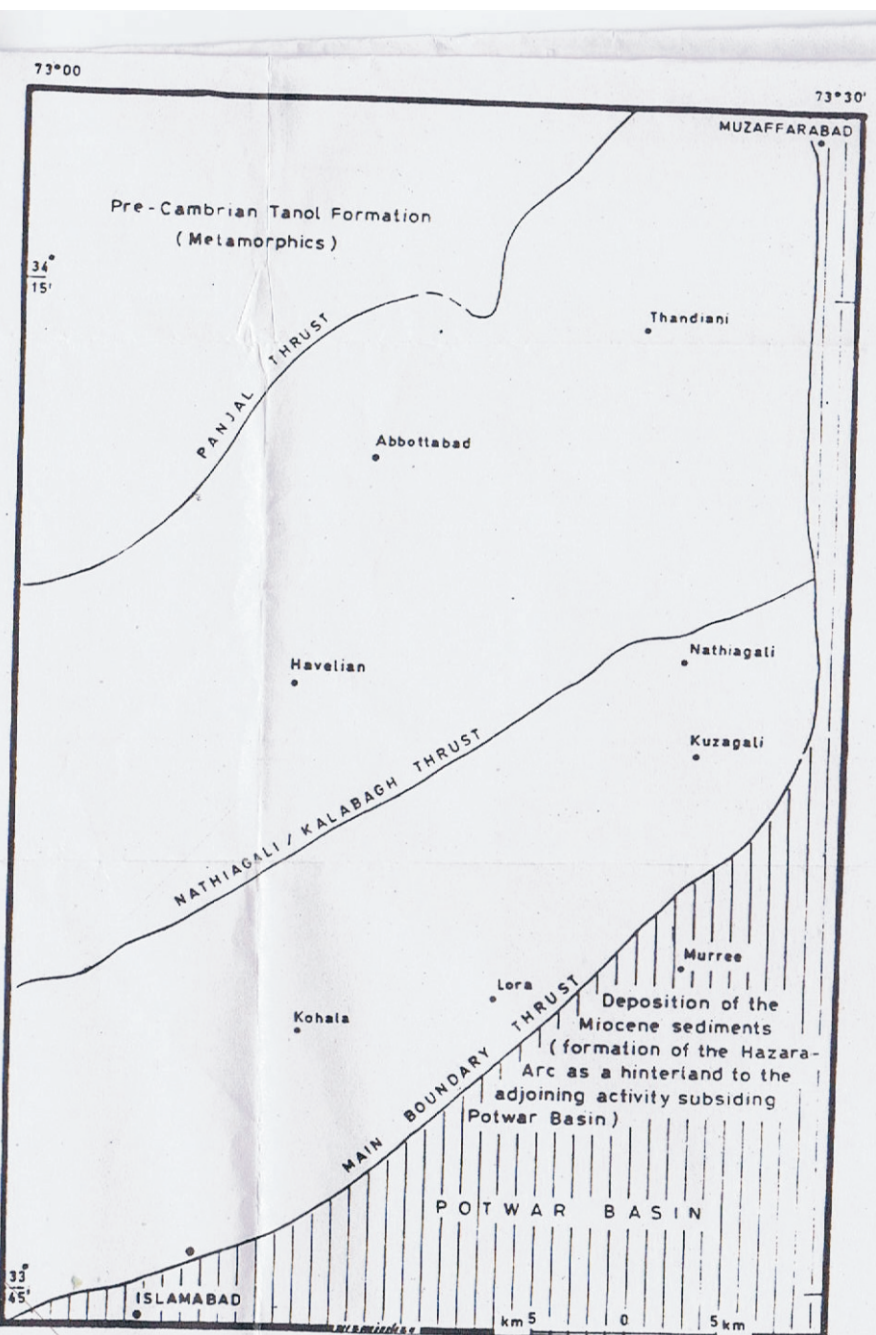 73°00
73°30'
MUZAFFARABAD
Pre-Cambrian Tanol Formation
(Metamorphics)
34°
15'
Thandiani
PANJAL THRUST
Abbottabad
Nathiagali
Havelian
Kuzagali
NATHIAGALI / KALABAGH THRUST
Murree
Lora
Kohala
MAIN BOUNDARY THRUST
Deposition of the
Miocene sediments
(formation of the Hazara-
Arc as a hinterland to the
adjoining activity subsiding
Potwar Basin)
POTWAR BASIN
33°
45'
ISLAMABAD
km 5 0 5 km